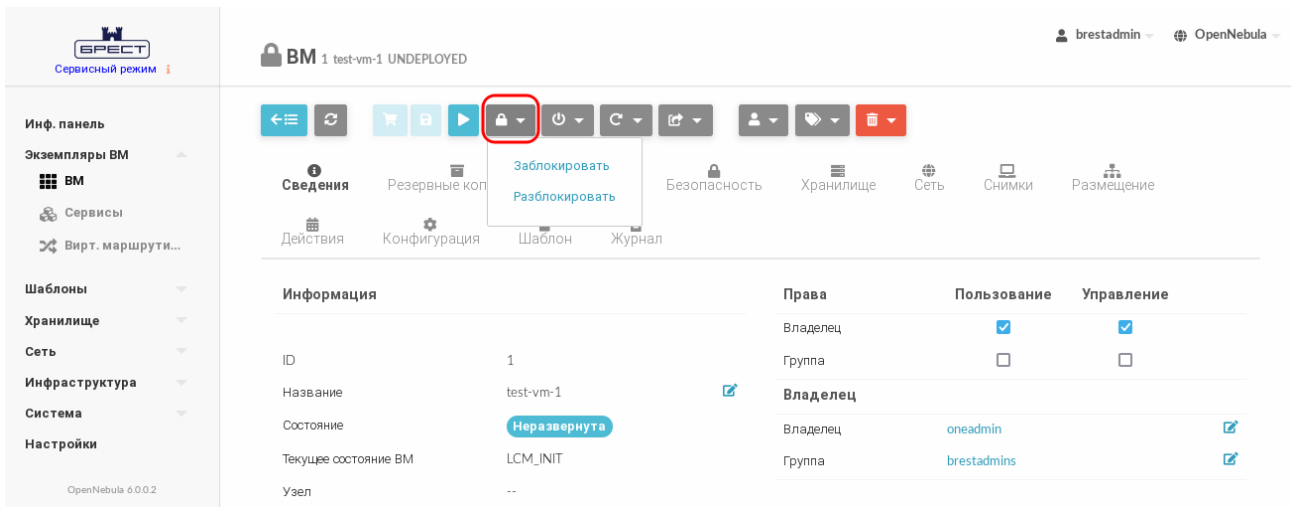 БРЕСТ
Сервисный режим i
ВМ 1 test-vm-1 UNDEPLOYED
brestadmin
OpenNebula
Инф. панель
Экземпляры ВМ
ВМ
Сервисы
Вирт. маршрути...
Шаблоны
Хранилище
Сеть
Инфраструктура
Система
Настройки
OpenNebula 6.0.0.2
Заблокировать
Разблокировать
Сведения
Резервные коп
Безопасность
Хранилище
Сеть
Снимки
Размещение
Действия
Конфигурация
Шаблон
Журнал
Информация
ID 1
Название test-vm-1
Состояние Неразвернута
Текущее состояние ВМ LCM_INIT
Узел --
Права Пользование Управление
Владелец
Группа
Владелец
Владелец oneadmin
Группа brestadmins